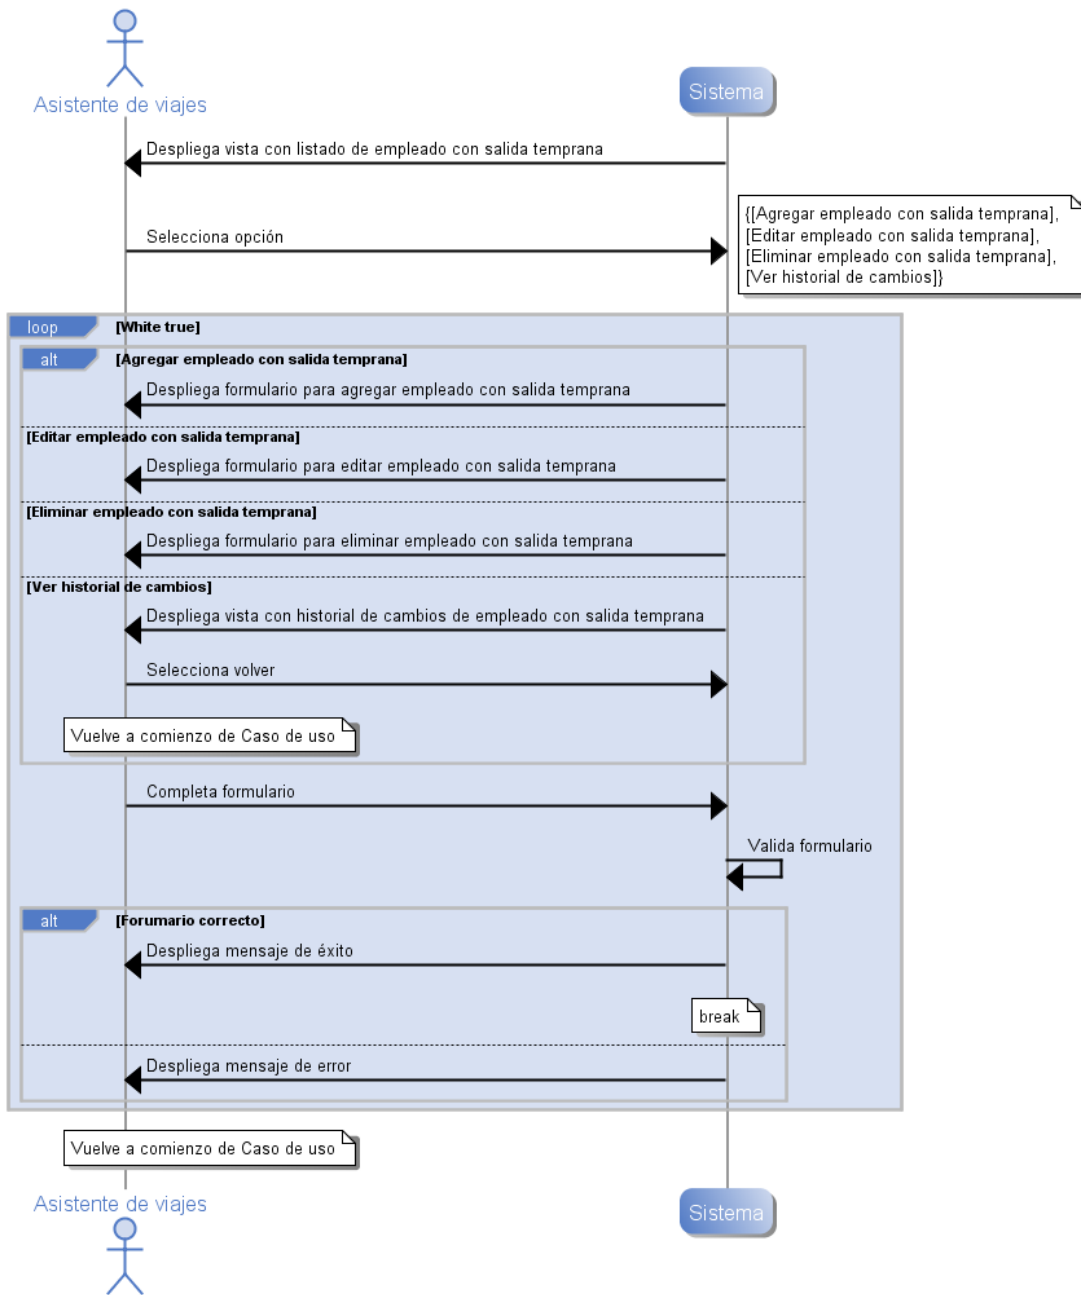 Asistente de viajes
Sistema
Despliega vista con listado de empleado con salida temprana
Selecciona opción
{[Agregar empleado con salida temprana],
[Editar empleado con salida temprana],
[Eliminar empleado con salida temprana],
[Ver historial de cambios]}
loop [White true]
alt [Agregar empleado con salida temprana]
Despliega formulario para agregar empleado con salida temprana
[Editar empleado con salida temprana]
Despliega formulario para editar empleado con salida temprana
[Eliminar empleado con salida temprana]
Despliega formulario para eliminar empleado con salida temprana
[Ver historial de cambios]
Despliega vista con historial de cambios de empleado con salida temprana
Selecciona volver
Vuelve a comienzo de Caso de uso
Completa formulario
Valida formulario
alt [Forumario correcto]
Despliega mensaje de éxito
break
Despliega mensaje de error
Vuelve a comienzo de Caso de uso
Asistente de viajes
Sistema